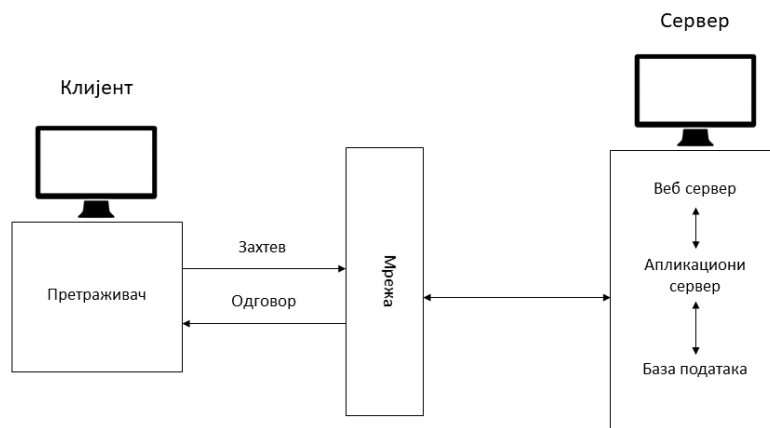 Сервер
Клијент
Веб сервер
Захтев
Мрежа
Апликациони
сервер
Претраживач
Одговор
База података